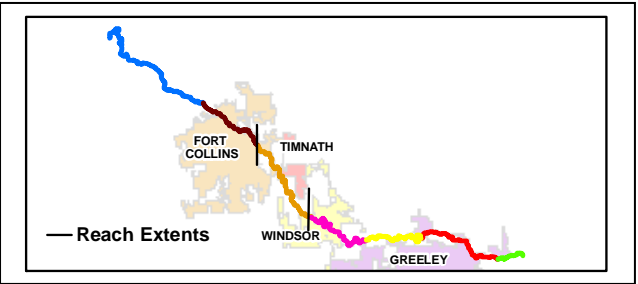 FORT
COLLINS
TIMNATH
Reach Extents
WINDSOR
GREELEY